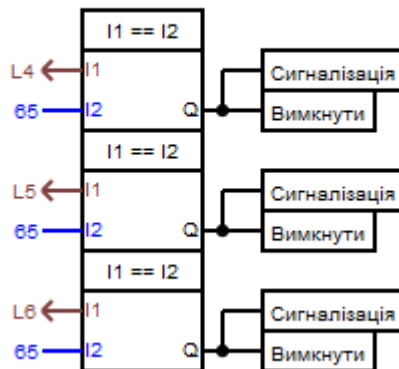 I1 == I2
L4 I1 Сигналізація
65 I2 Q Вимкнути
I1 == I2
L5 I1 Сигналізація
65 I2 Q Вимкнути
I1 == I2
L6 I1 Сигналізація
65 I2 Q Вимкнути